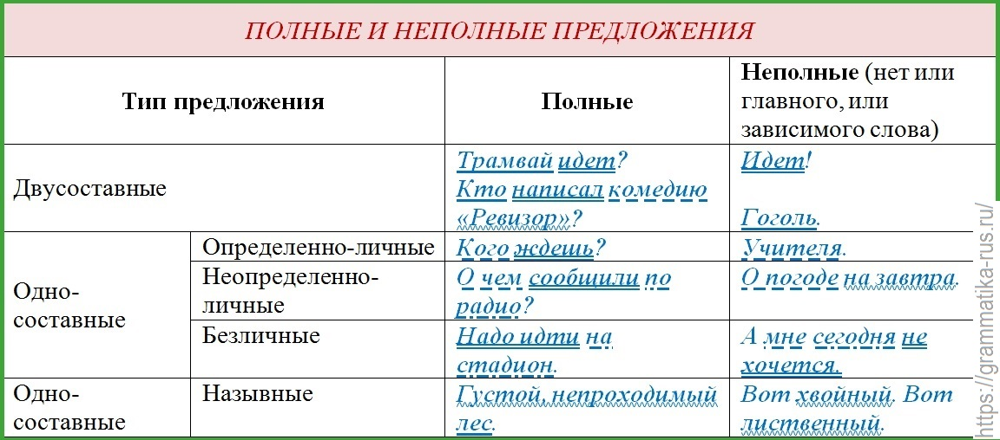 ПОЛНЫЕ И НЕПОЛНЫЕ ПРЕДЛОЖЕНИЯ
Тип предложения
Полные
Неполные (нет или
главного, или
зависимого слова)
Двусоставные
Трамвай идет?
Кто написал комедию
«Ревизор»?
Идет!
Гоголь.
Одно-
составные
Определенно-личные
Кого ждешь?
Учителя.
Неопределенно-
личные
О чем сообщили по
радио?
О погоде на завтра.
Безличные
Надо идти на
стадион.
А мне сегодня не
хочется.
Одно-
составные
Назывные
Густой, непроходимый
лес.
Вот хвойный. Вот
лиственный.
https://grammatika-rus.ru/